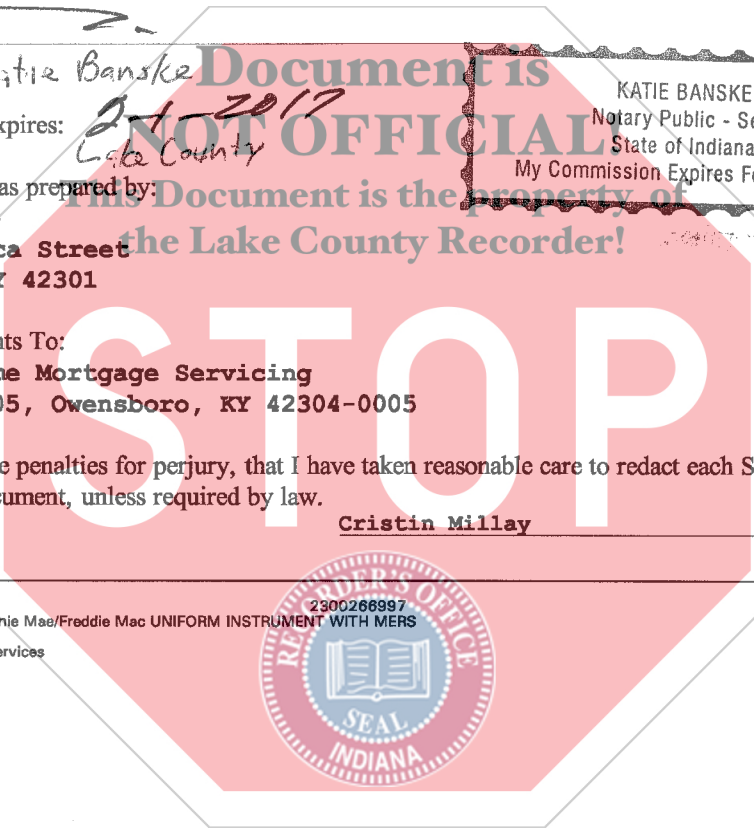 Katie Banske
KATIE BANSKE
xpires: 2-1-2017
Notary Public - Se
Lake County
State of Indiana
My Commission Expires Fe
as prepared by:
ca Street
Y 42301
nts To:
ne Mortgage Servicing
05, Owensboro, KY 42304-0005
e penalties for perjury, that I have taken reasonable care to redact each S
cument, unless required by law.
Cristin Millay
2300266997
nie Mae/Freddie Mac UNIFORM INSTRUMENT WITH MERS
ervices
Document is
NOT OFFICIAL!
This Document is the property of
the Lake County Recorder!
STOP
RECORDER'S OFFICE
SEAL
INDIANA